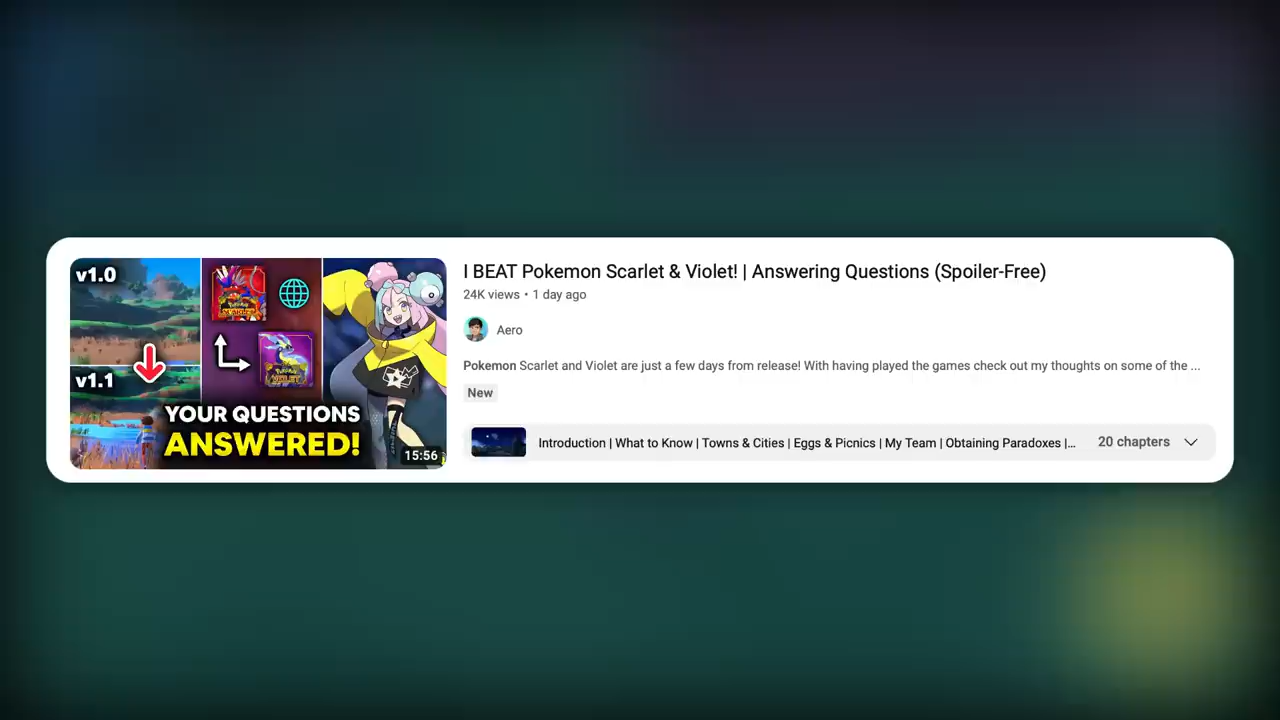 v1.0
v1.1
YOUR QUESTIONS
ANSWERED!
15:56
I BEAT Pokemon Scarlet & Violet! | Answering Questions (Spoiler-Free)
24K views • 1 day ago
Aero
Pokemon Scarlet and Violet are just a few days from release! With having played the games check out my thoughts on some of the ...
New
Introduction | What to Know | Towns & Cities | Eggs & Picnics | My Team | Obtaining Paradoxes |...
20 chapters